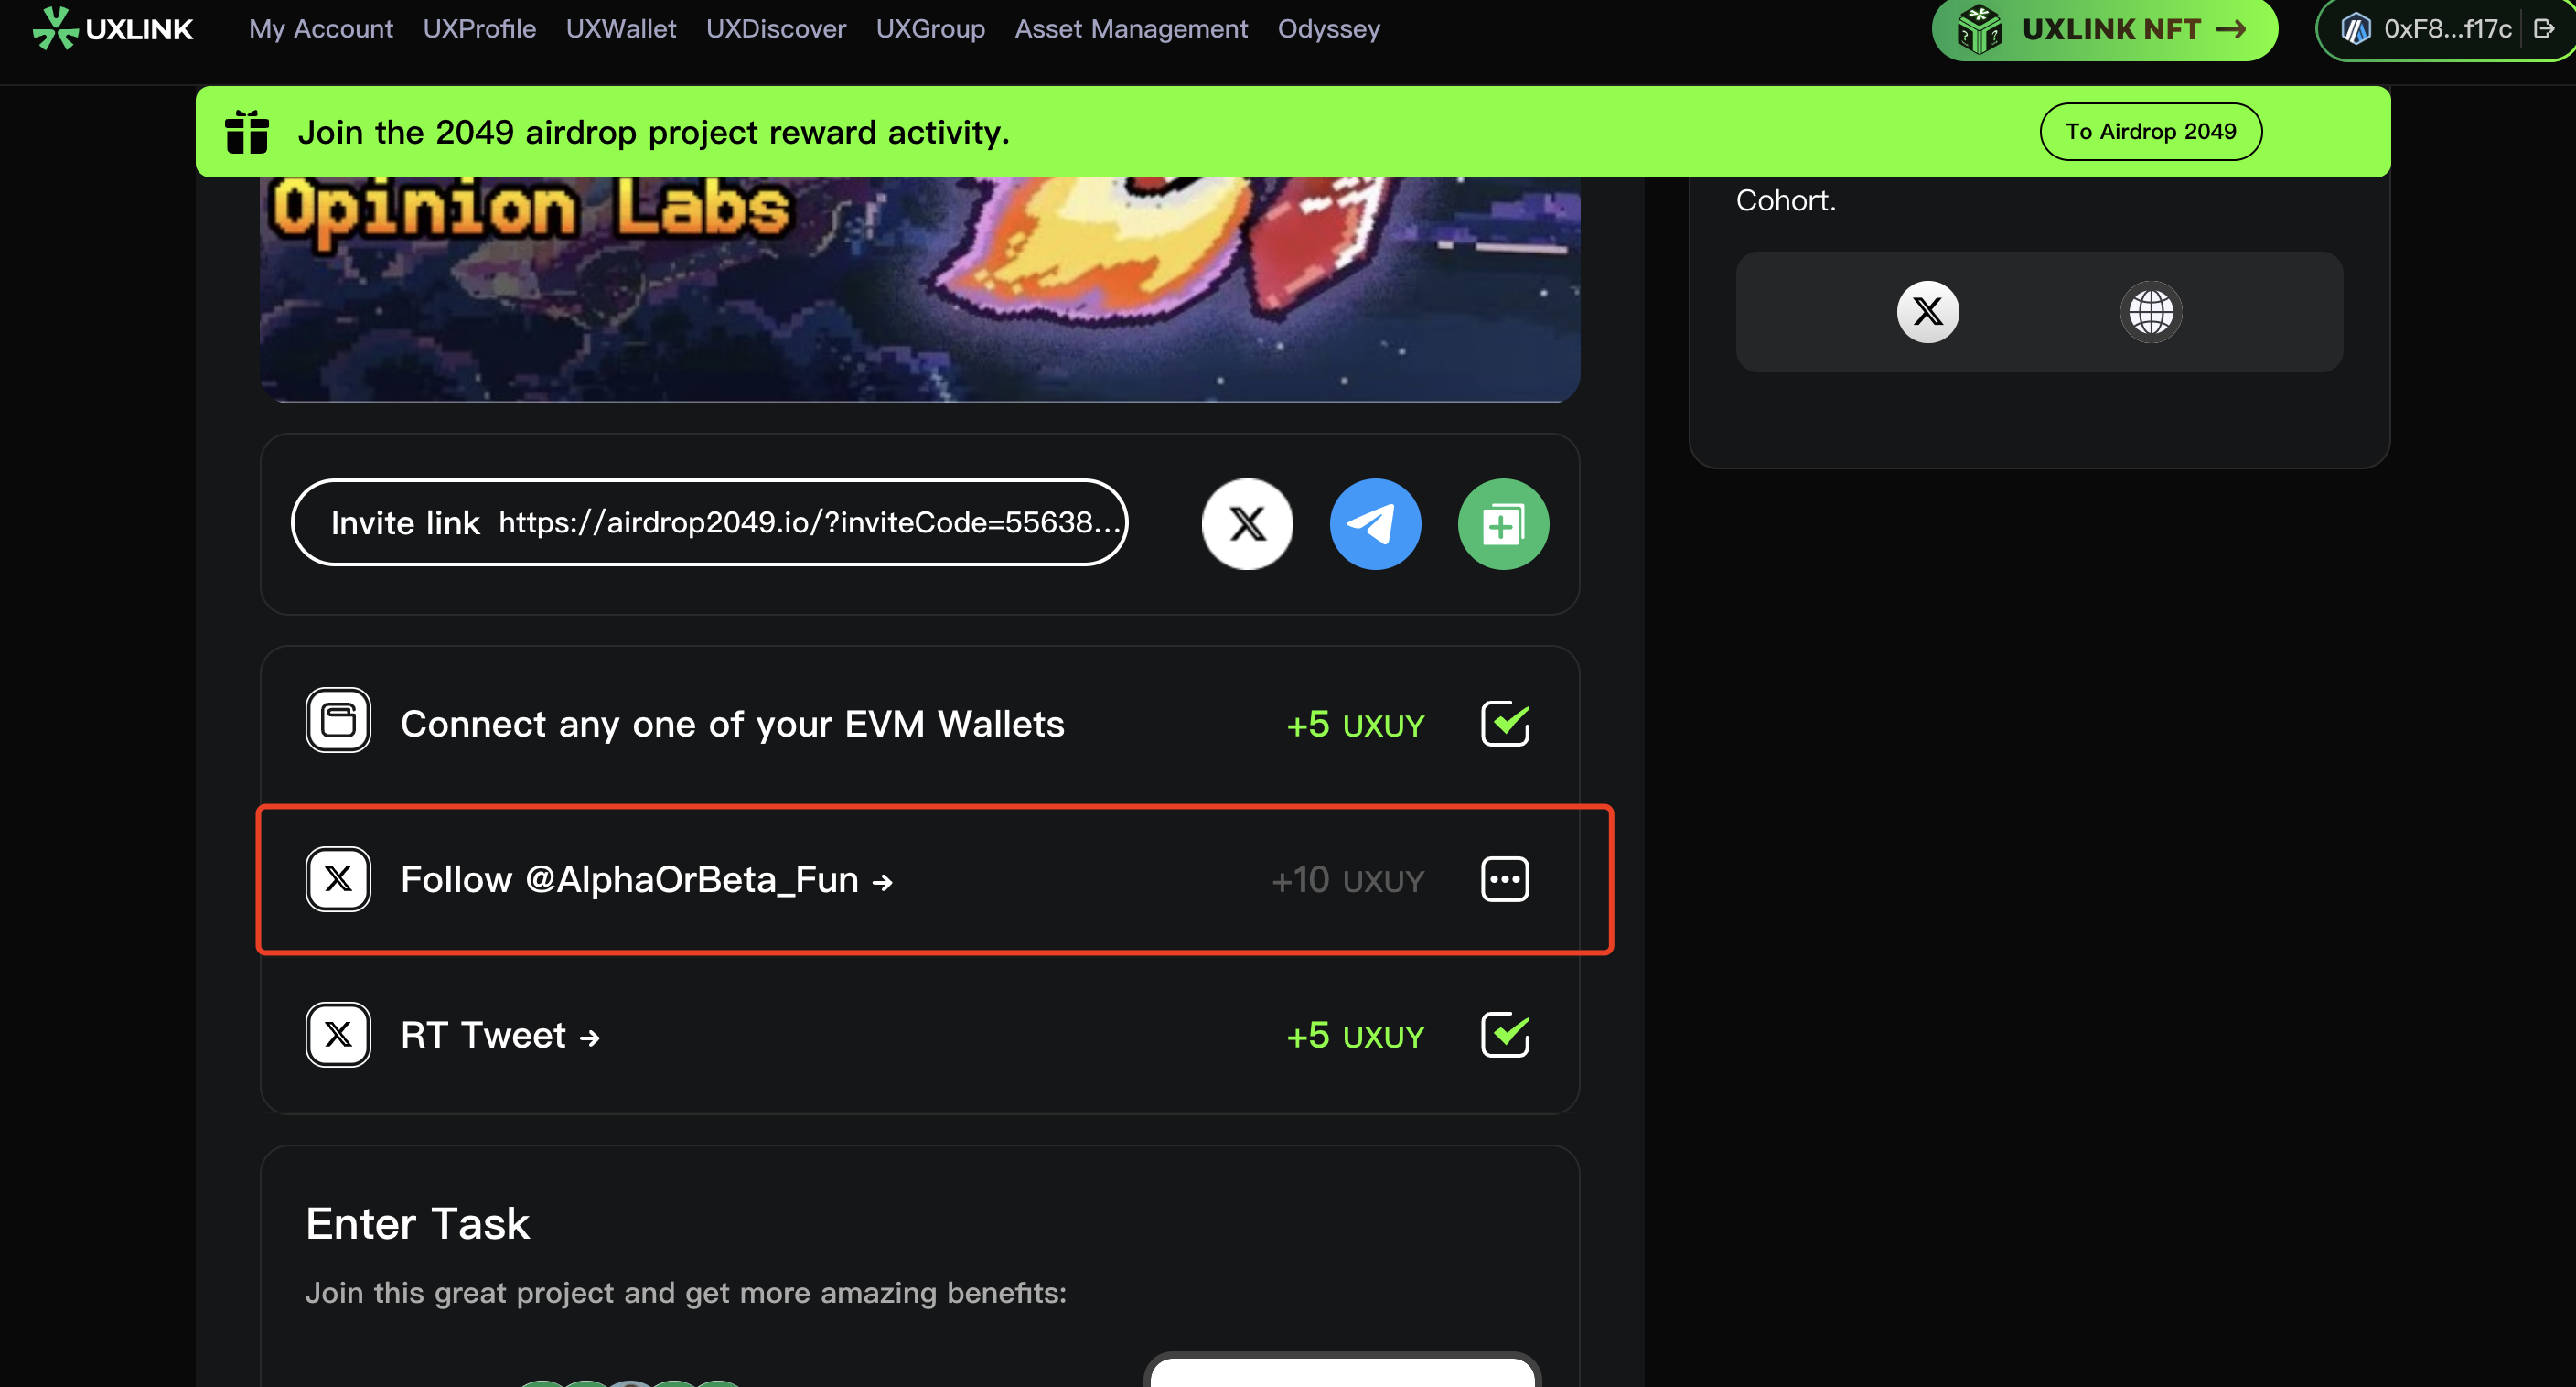 UXLINK My Account UXProfile UXWallet UXDiscover UXGroup Asset Management Odyssey UXLINK NFT → 0xF8...f17c
Join the 2049 airdrop project reward activity. To Airdrop 2049
Opinion Labs
Cohort.
Invite link https://airdrop2049.io/?inviteCode=55638...
Connect any one of your EVM Wallets +5 UXUY
Follow @AlphaOrBeta_Fun → +10 UXUY
RT Tweet → +5 UXUY
Enter Task
Join this great project and get more amazing benefits: